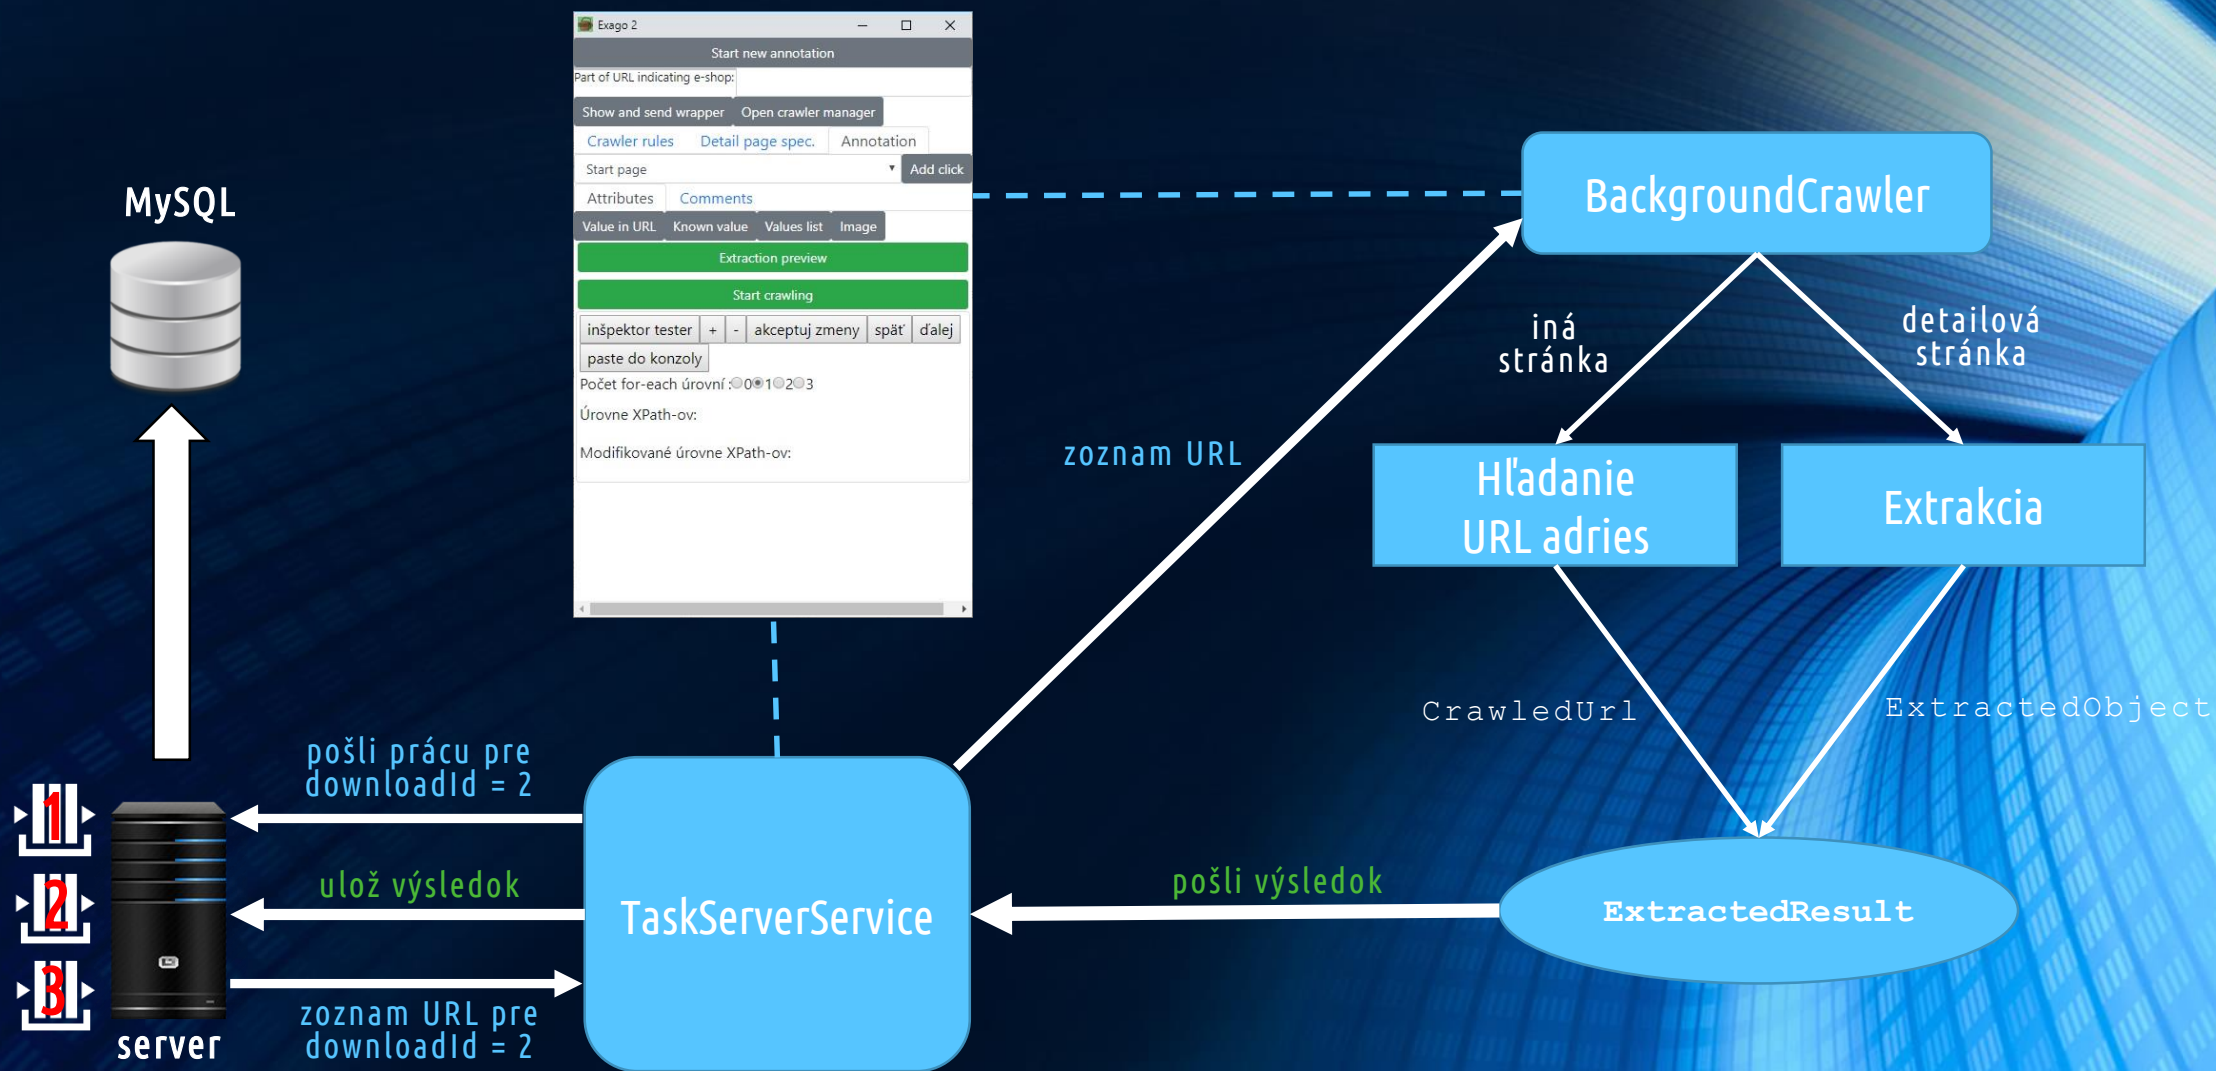 Exago 2
Start new annotation
Part of URL indicating e-shop:
Show and send wrapper Open crawler manager
Crawler rules Detail page spec. Annotation
Start page Add click
Attributes Comments
Value in URL Known value Values list Image
Extraction preview
Start crawling
inšpektor tester + - akceptuj zmeny späť ďalej
paste do konzoly
Počet for-each úrovní :0 1 2 3
Úrovne XPath-ov:
Modifikované úrovne XPath-ov:
MySQL
BackgroundCrawler
iná
stránka
detailová
stránka
zoznam URL
Hľadanie
URL adries
Extrakcia
CrawledUrl
ExtractedObject
pošli prácu pre
downloadId = 2
1
2
3
ulož výsledok
TaskServerService
pošli výsledok
ExtractedResult
zoznam URL pre
downloadId = 2
server